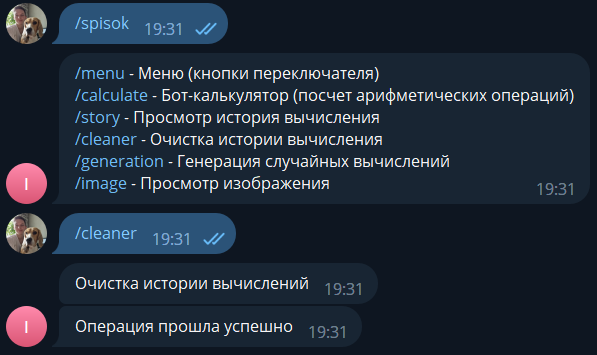 /spisok 19:31
/menu - Меню (кнопки переключателя)
/calculate - Бот-калькулятор (посчет арифметических операций)
/story - Просмотр история вычисления
/cleaner - Очистка истории вычисления
/generation - Генерация случайных вычислений
/image - Просмотр изображения
I 19:31
/cleaner 19:31
Очистка истории вычислений 19:31
I Операция прошла успешно 19:31